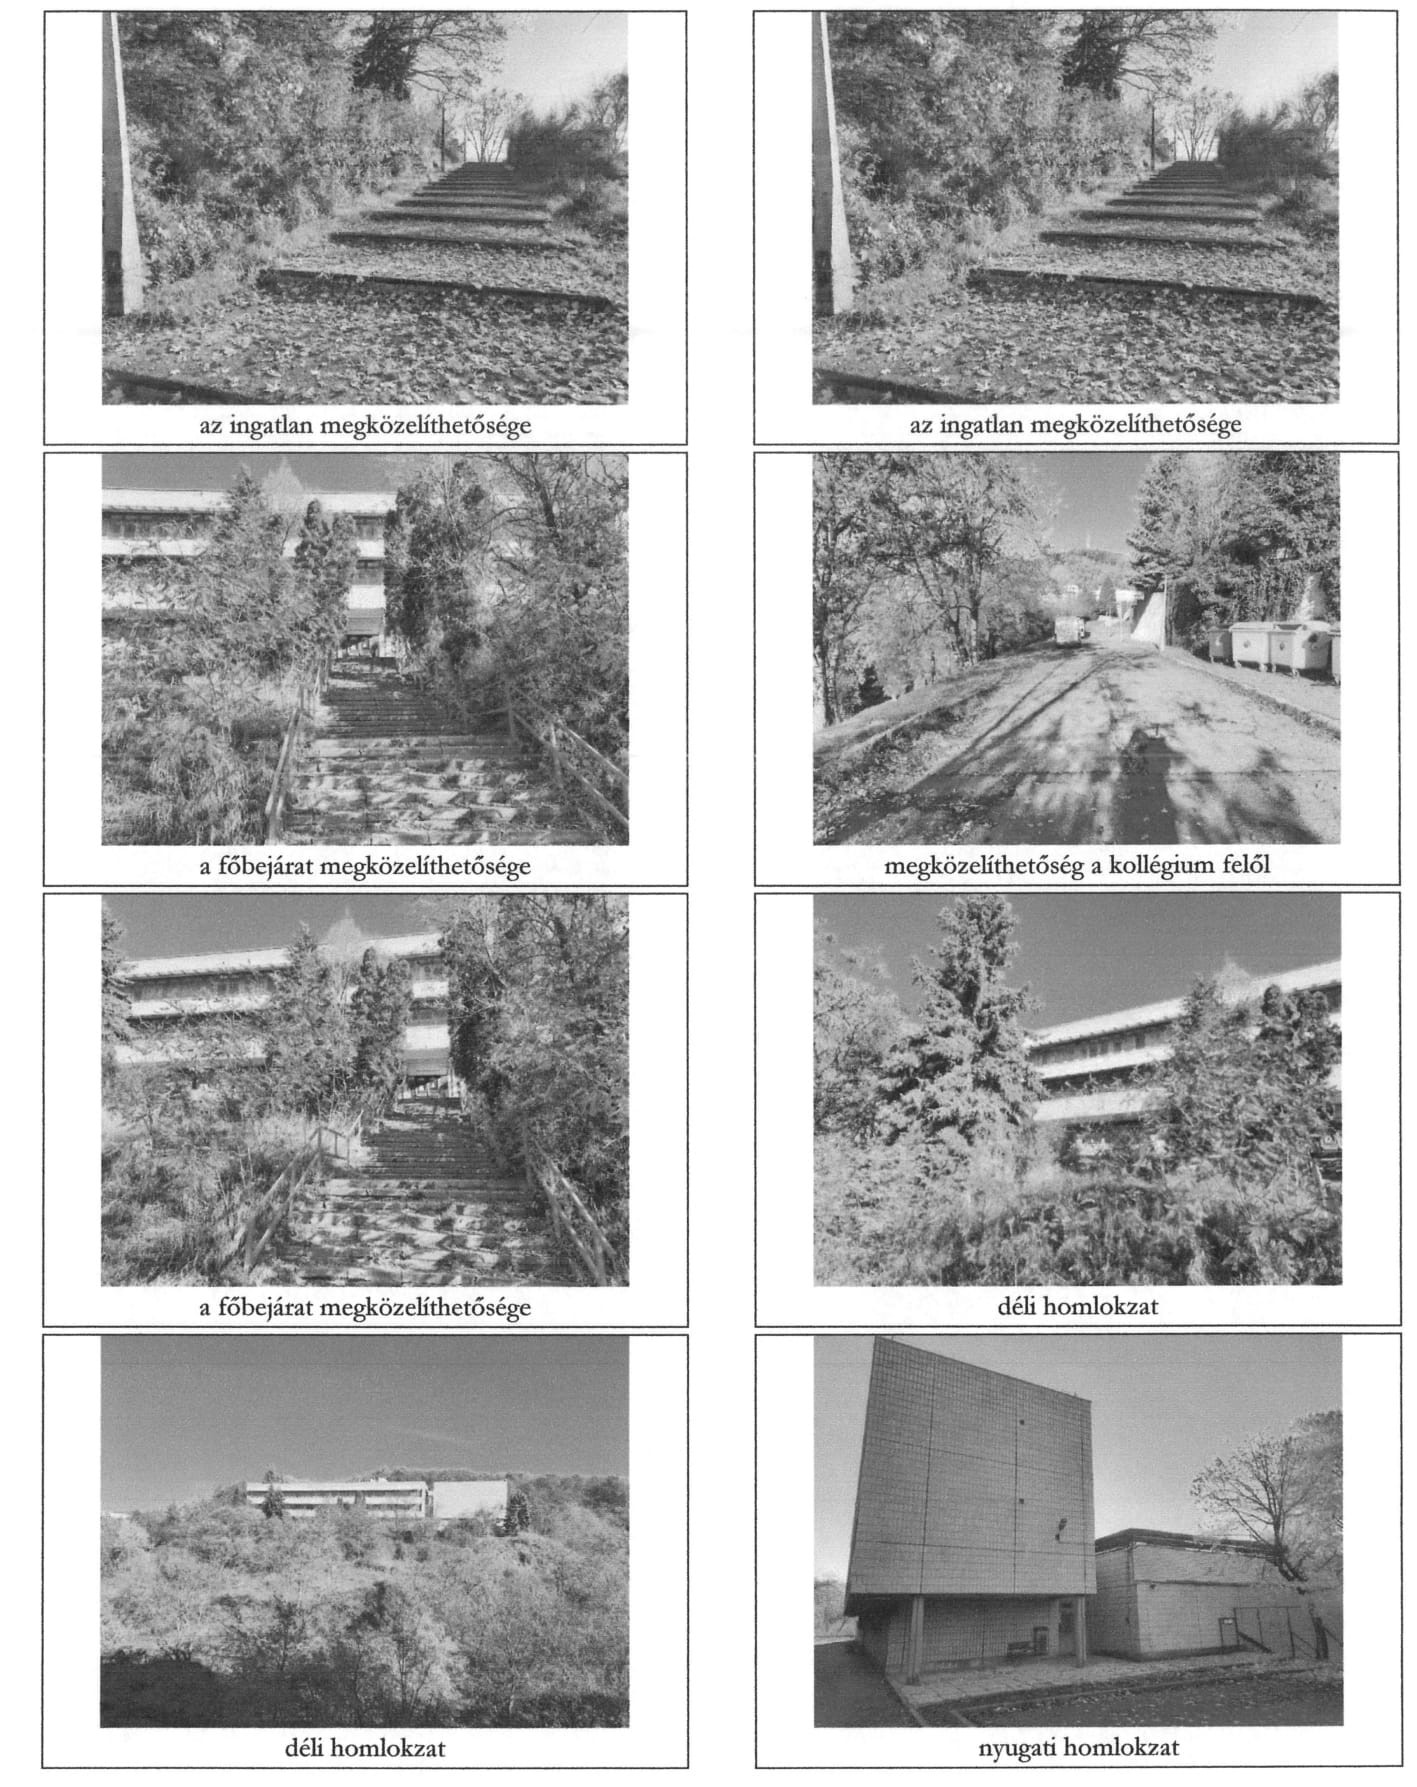 az ingatlan megközelíthetősége
az ingatlan megközelíthetősége
a főbejárat megközelíthetősége
megközelíthetőség a kollégium felől
a főbejárat megközelíthetősége
déli homlokzat
déli homlokzat
nyugati homlokzat